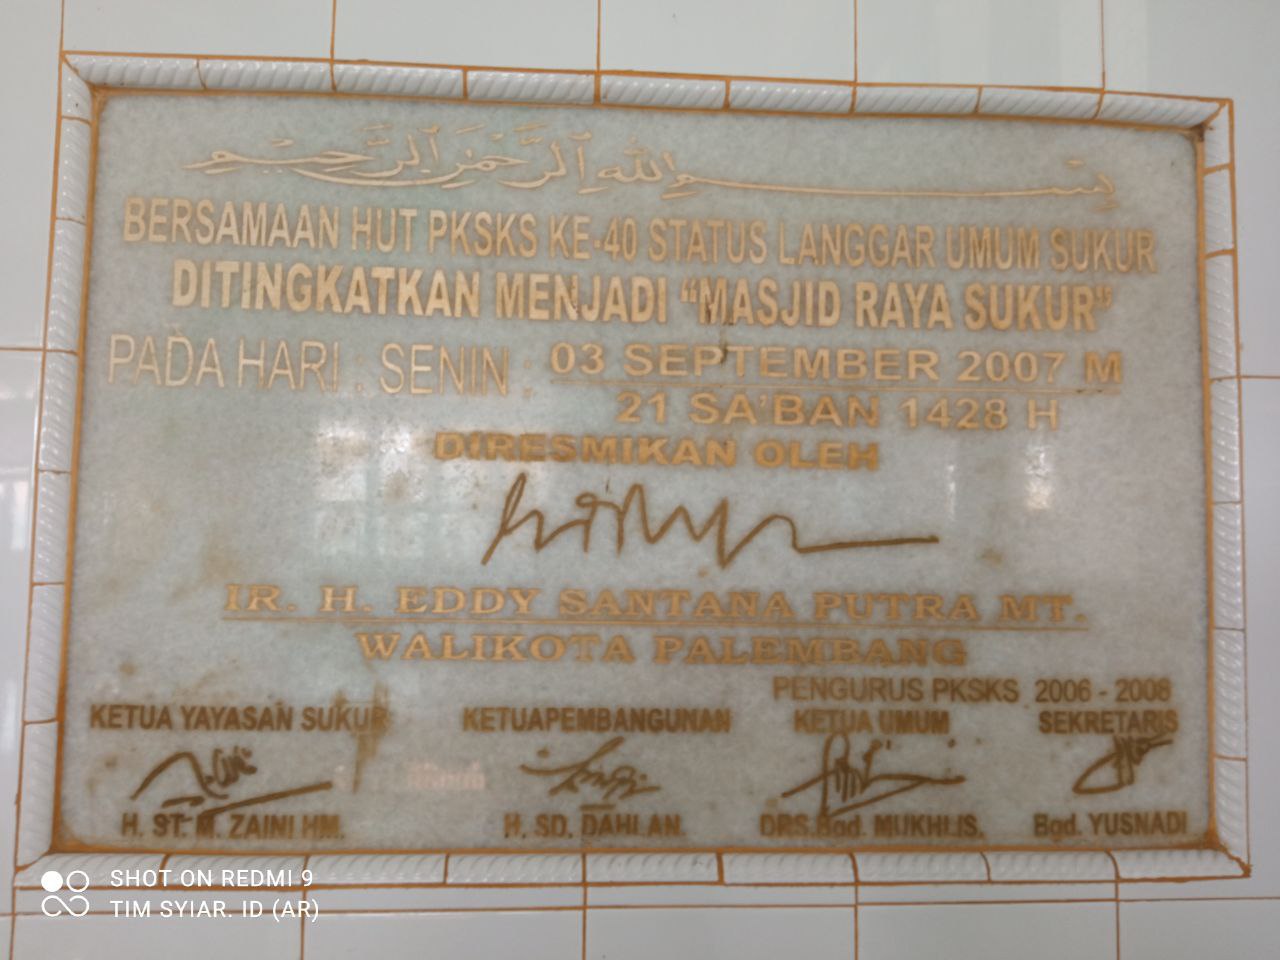 بسم الله الرحمن الرحيم
BERSAMAAN HUT PKSKS KE-40 STATUS LANGGAR UMUM SUKUR
DITINGKATKAN MENJADI “MASJID RAYA SUKUR”
PADA HARI : SENIN : 03 SEPTEMBER 2007 M
21 SA'BAN 1428 H
DIRESMIKAN OLEH
IR. H. EDDY SANTANA PUTRA MT.
WALIKOTA PALEMBANG
PENGURUS PKSKS 2006 - 2008
KETUA YAYASAN SUKUR KETUAPEMBANGUNAN KETUA UMUM SEKRETARIS
H. ST. M. ZAINI HM. H. SD. DAHLAN. DRS.Bgd. MUKHLIS. Bgd. YUSNADI
SHOT ON REDMI 9
TIM SYIAR. ID (AR)